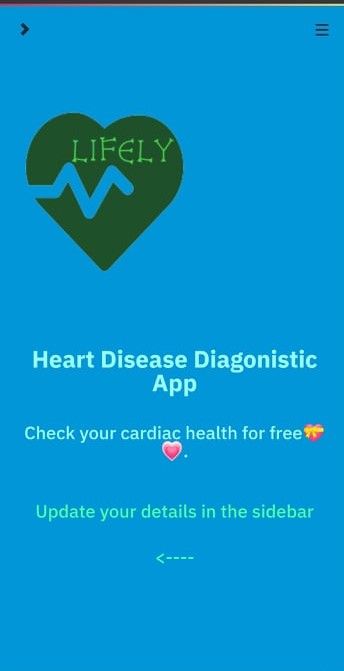 LIFELY
Heart Disease Diagonistic
App
Check your cardiac health for free💝
💗.
Update your details in the sidebar
<----